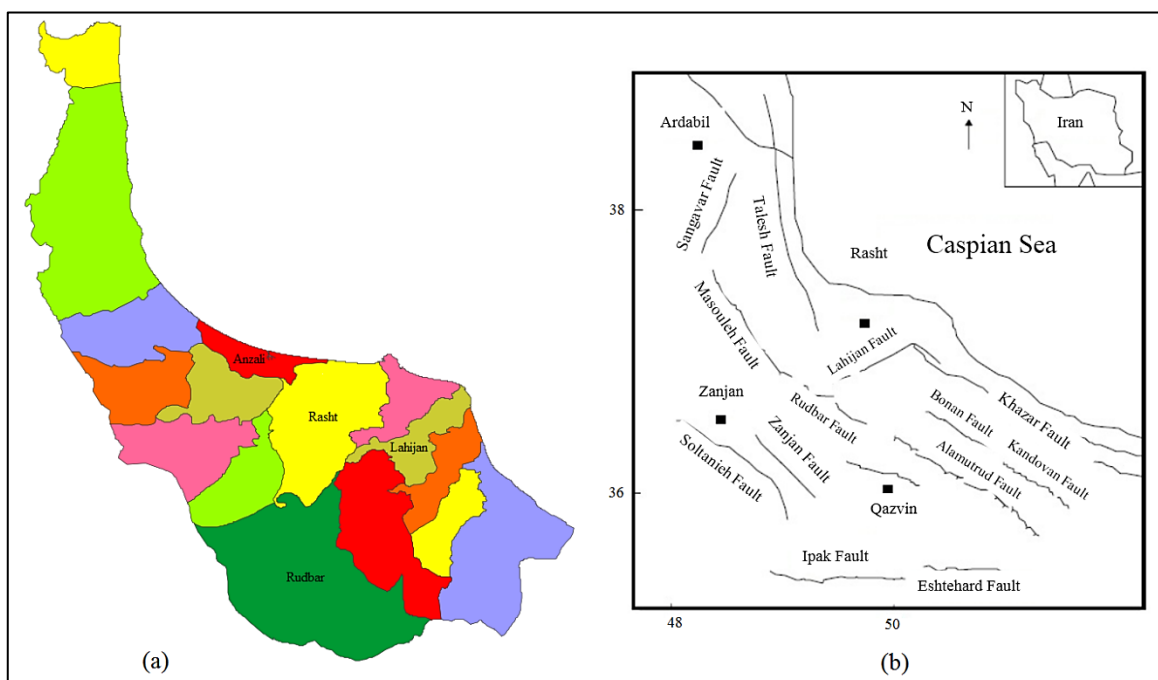 Anzali
Rasht
Lahijan
Rudbar
(a)
N
Iran
Ardabil
38
Sangavar Fault
Talesh Fault
Rasht
Caspian Sea
Masouleh Fault
Lahijan Fault
Zanjan
Rudbar Fault
Bonan Fault
Khazar Fault
Soltanieh Fault
Zanjan Fault
Alamutrud Fault
Kandovan Fault
36
Qazvin
Ipak Fault
Eshtehard Fault
48
50
(b)